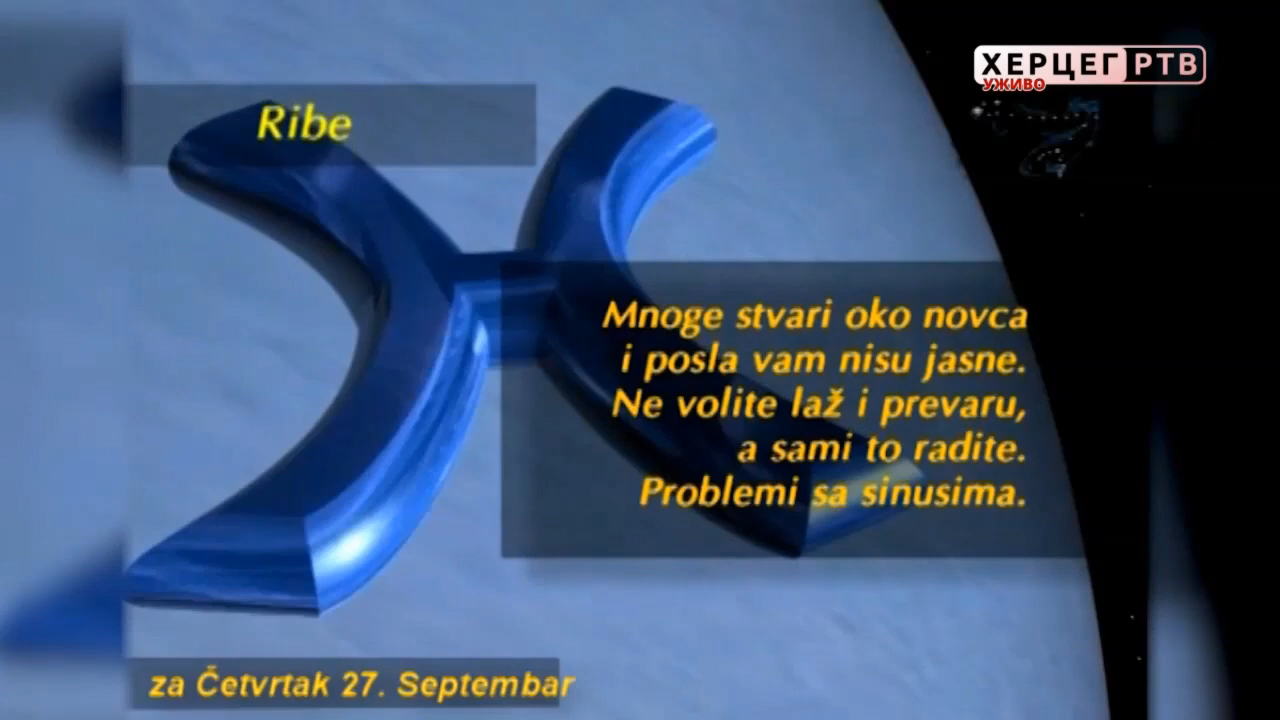 ХЕРЦЕГ РТВ
УЖИВО
Ribe
Mnoge stvari oko novca
i posla vam nisu jasne.
Ne volite laž i prevaru,
a sami to radite.
Problemi sa sinusima.
za Četvrtak 27. Septembar